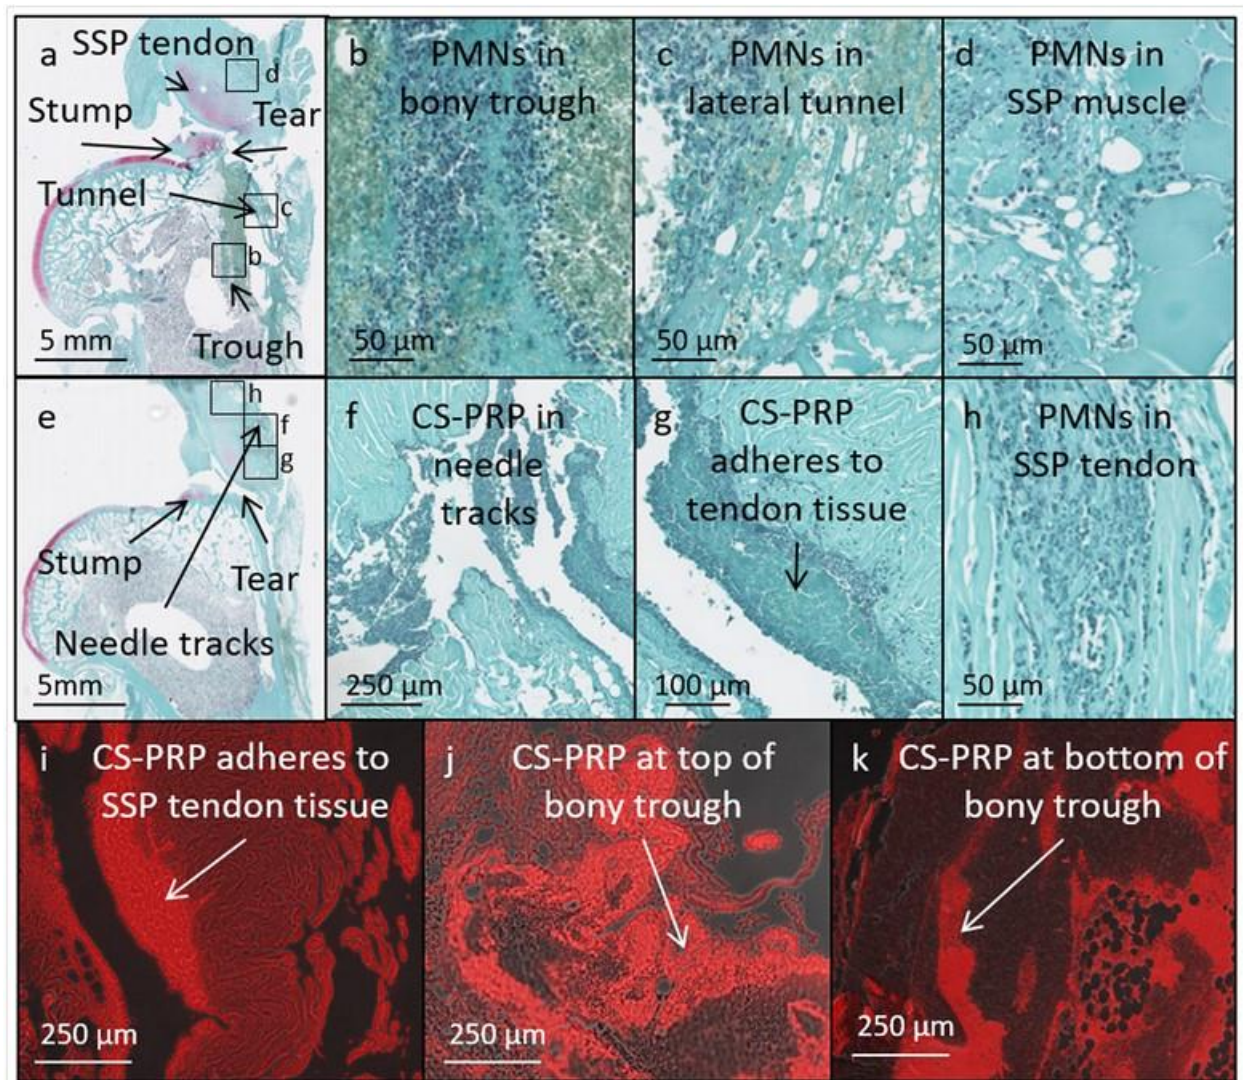 a SSP tendon
d
Stump
Tear
Tunnel
c
b
Trough
5 mm
b PMNs in
bony trough
50 µm
c PMNs in
lateral tunnel
50 µm
d PMNs in
SSP muscle
50 µm
e
h
f
g
Stump
Tear
Needle tracks
5mm
f CS-PRP in
needle
tracks
250 µm
g CS-PRP
adheres to
tendon tissue
100 µm
h PMNs in
SSP tendon
50 µm
i CS-PRP adheres to
SSP tendon tissue
250 µm
j CS-PRP at top of
bony trough
250 µm
k CS-PRP at bottom of
bony trough
250 µm